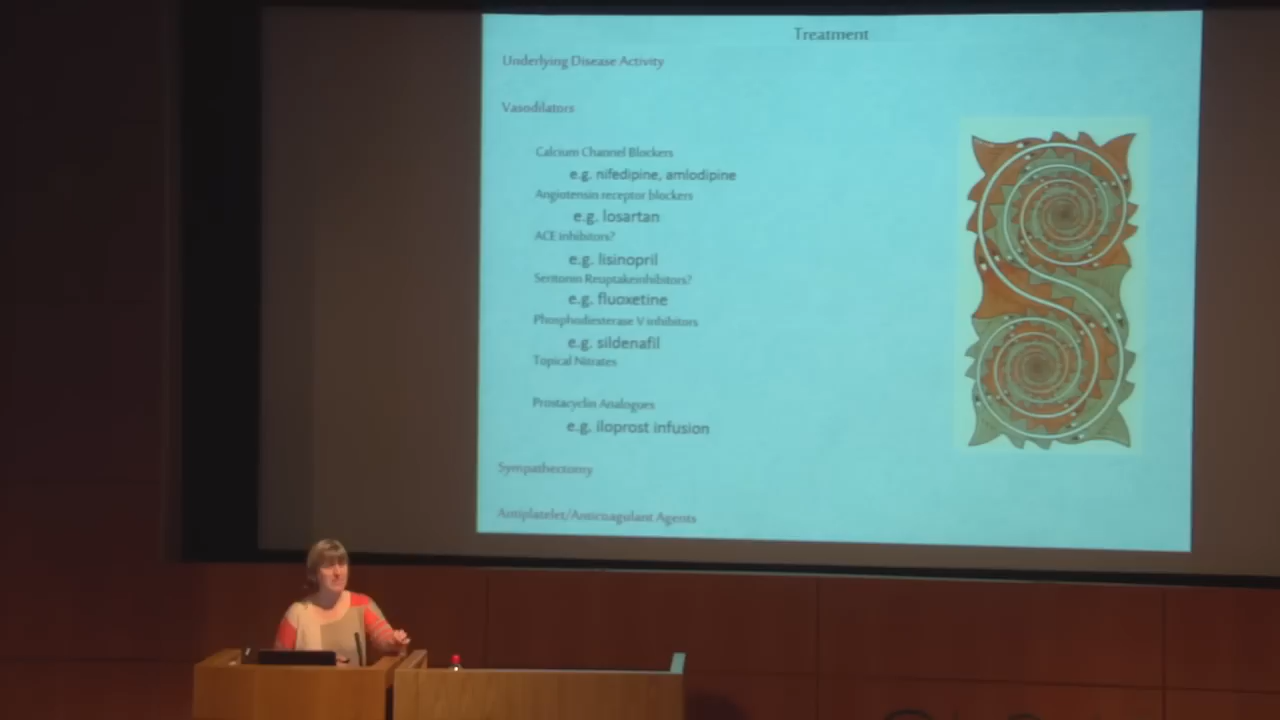 Treatment
Underlying Disease Activity
Vasodilators
Calcium Channel Blockers
e.g. nifedipine, amlodipine
Angiotensin receptor blockers
e.g. losartan
ACE inhibitors?
e.g. lisinopril
Seritonin Reuptakeinhibitors?
e.g. fluoxetine
Phosphodiesterase V inhibitors
e.g. sildenafil
Topical Nitrates
Prostacyclin Analogues
e.g. iloprost infusion
Sympathectomy
Antiplatelet/Anticoagulant Agents